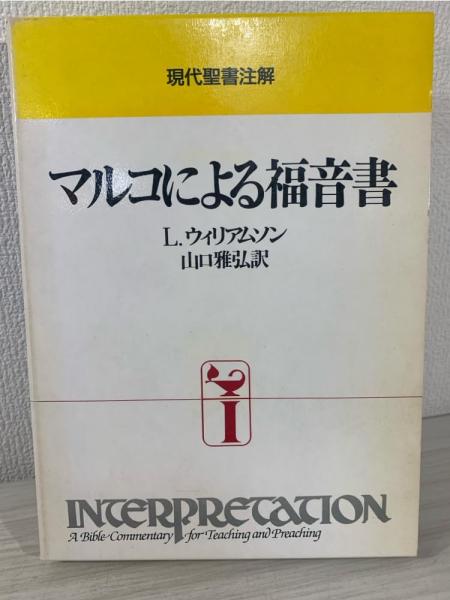 現代聖書注解
マルコによる福音書
L.ウィリアムソン
山口雅弘訳
I
INTERPRETATION
A Bible Commentary for Teaching and Preaching